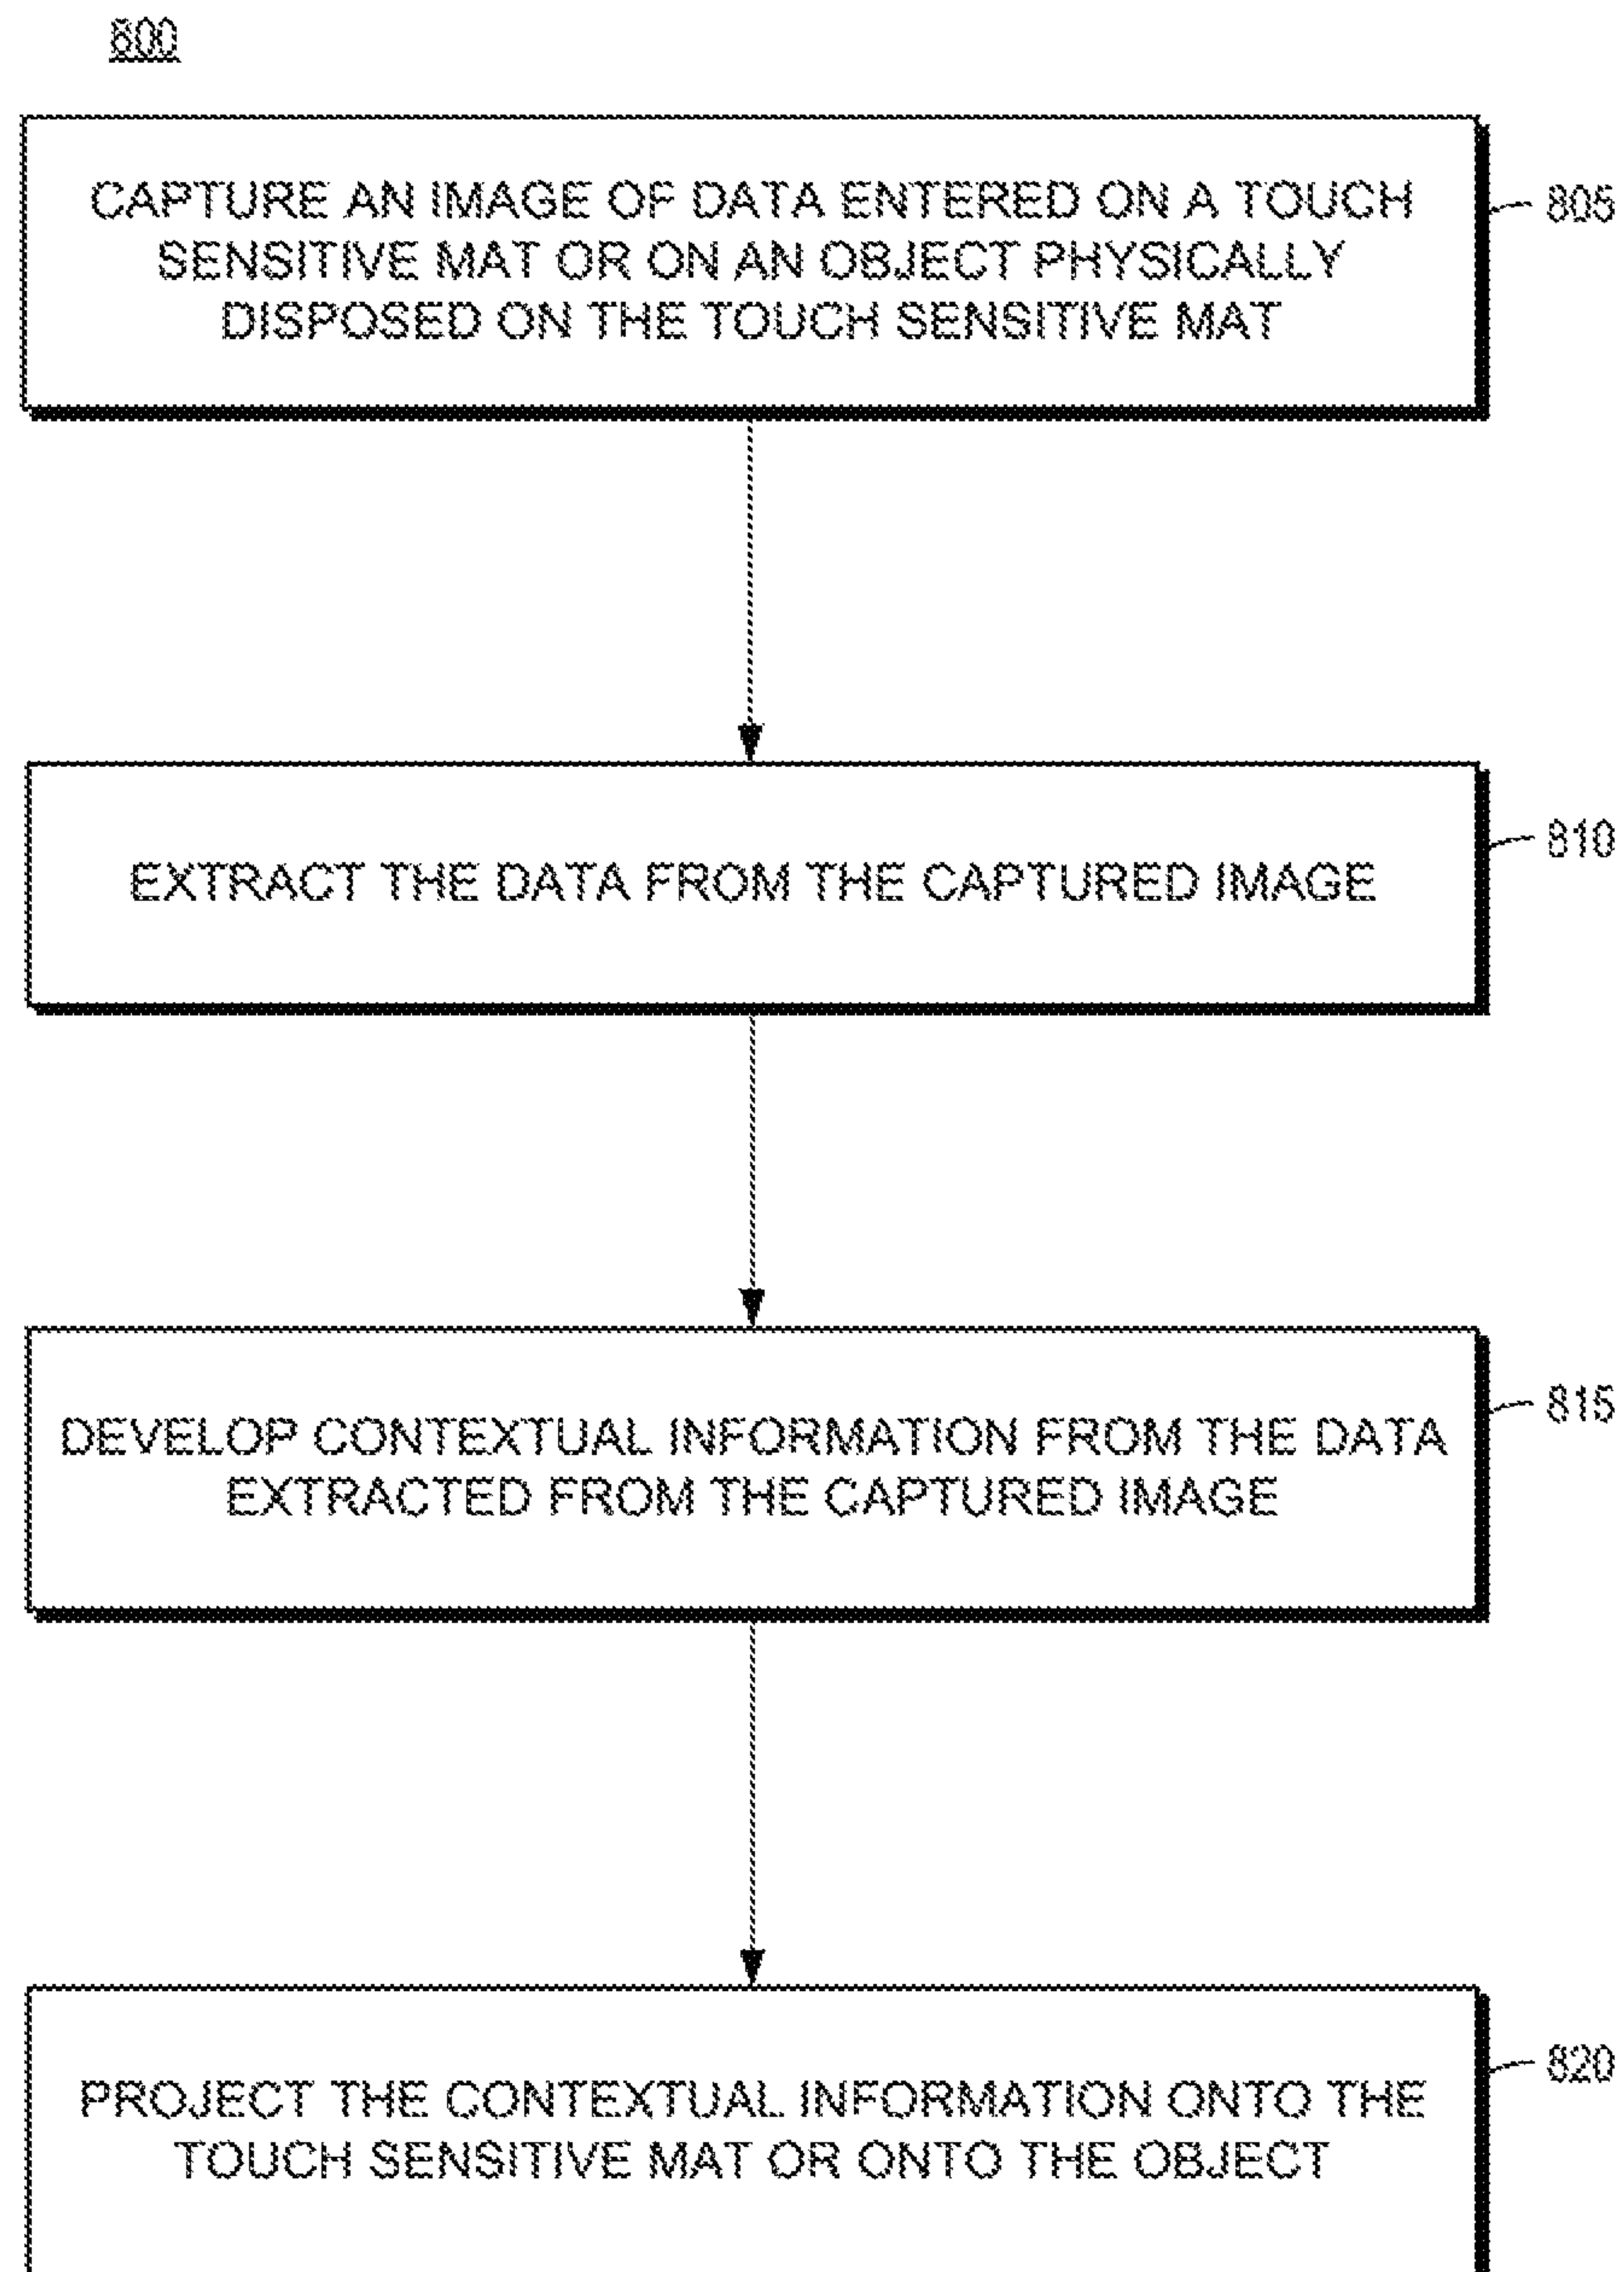 800
CAPTURE AN IMAGE OF DATA ENTERED ON A TOUCH
SENSITIVE MAT OR ON AN OBJECT PHYSICALLY
DISPOSED ON THE TOUCH SENSITIVE MAT
805
EXTRACT THE DATA FROM THE CAPTURED IMAGE
810
DEVELOP CONTEXTUAL INFORMATION FROM THE DATA
EXTRACTED FROM THE CAPTURED IMAGE
815
PROJECT THE CONTEXTUAL INFORMATION ONTO THE
TOUCH SENSITIVE MAT OR ONTO THE OBJECT
820